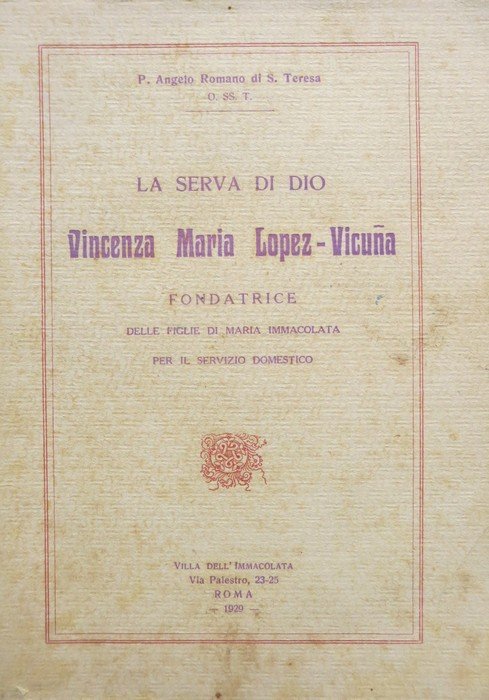 P. Angelo Romano di S. Teresa
O. SS. T.
LA SERVA DI DIO
Vincenza Maria Lopez-Vicuña
FONDATRICE
DELLE FIGLIE DI MARIA IMMACOLATA
PER IL SERVIZIO DOMESTICO
VILLA DELL'IMMACOLATA
Via Palestro, 23-25
ROMA
— 1929 —